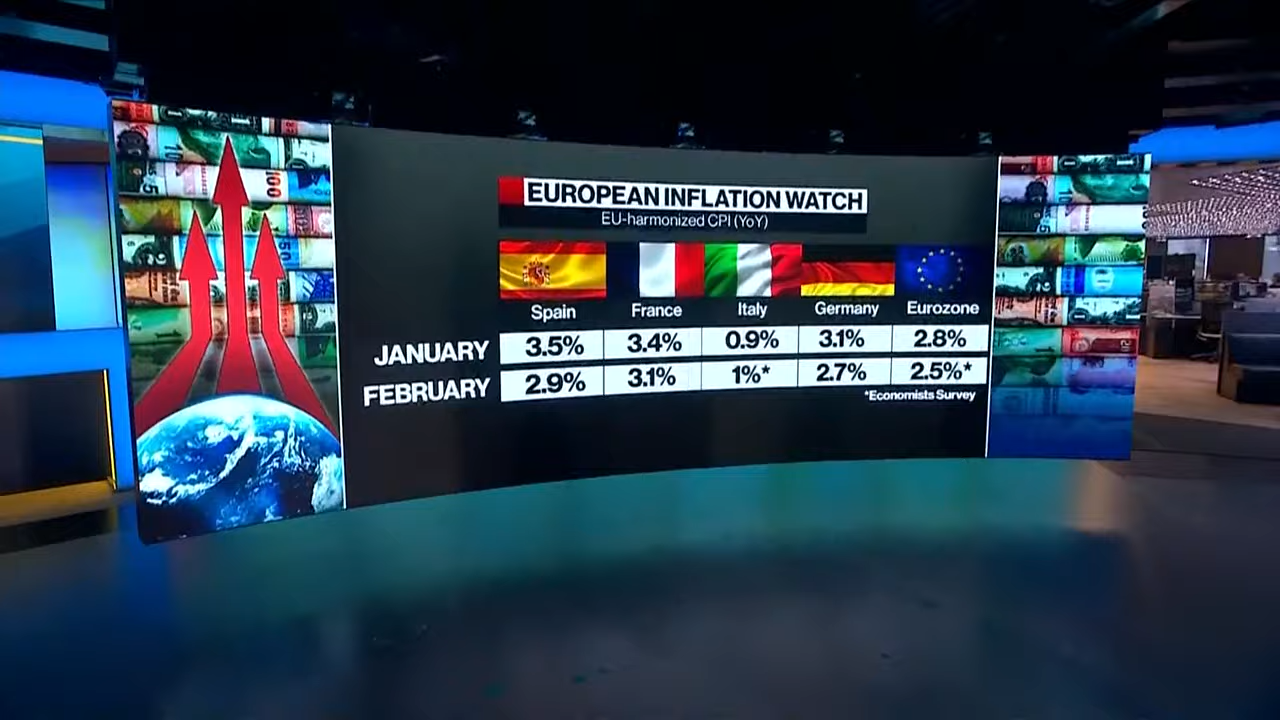 EUROPEAN INFLATION WATCH
EU-harmonized CPI (YoY)
Spain France Italy Germany Eurozone
JANUARY 3.5% 3.4% 0.9% 3.1% 2.8%
FEBRUARY 2.9% 3.1% 1%* 2.7% 2.5%*
*Economists Survey
100